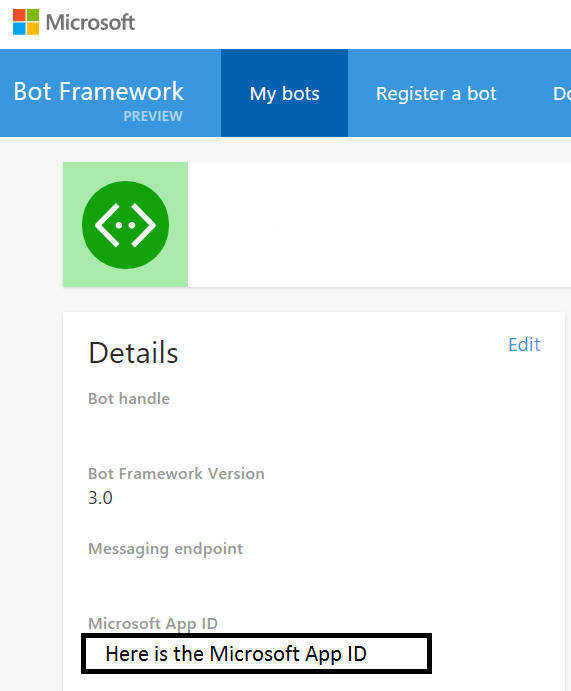 Microsoft
Bot Framework
PREVIEW
My bots
Register a bot
Details
Edit
Bot handle
Bot Framework Version
3.0
Messaging endpoint
Microsoft App ID
Here is the Microsoft App ID